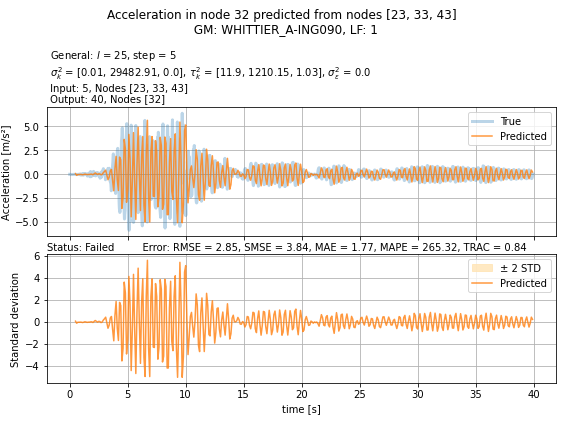 Acceleration in node 32 predicted from nodes [23, 33, 43]
GM: WHITTIER_A-ING090, LF: 1
General: l = 25, step = 5
σ²ₖ = [0.01, 29482.91, 0.0], τ²ₖ = [11.9, 1210.15, 1.03], σ²ε = 0.0
Input: 5, Nodes [23, 33, 43]
Output: 40, Nodes [32]
Acceleration [m/s²]
5.0
2.5
0.0
−2.5
−5.0
True
Predicted
Status: Failed Error: RMSE = 2.85, SMSE = 3.84, MAE = 1.77, MAPE = 265.32, TRAC = 0.84
Standard deviation
6
4
2
0
−2
−4
± 2 STD
Predicted
0 5 10 15 20 25 30 35 40
time [s]